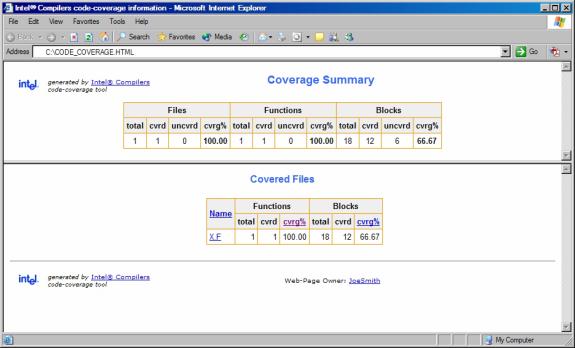 Intel® Compilers code-coverage information - Microsoft Internet Explorer
File Edit View Favorites Tools Help
Back Search Favorites Media
Address C:\CODE_COVERAGE.HTML Go
intel. generated by Intel® Compilers
code-coverage tool
Coverage Summary
Files Functions Blocks
total cvrd uncvrd cvrg% total cvrd uncvrd cvrg% total cvrd uncvrd cvrg%
1 1 0 100.00 1 1 0 100.00 18 12 6 66.67
Covered Files
Name Functions Blocks
total cvrd cvrg% total cvrd cvrg%
X.F 1 1 100.00 18 12 66.67
intel. generated by Intel® Compilers
code-coverage tool
Web-Page Owner: JoeSmith
My Computer